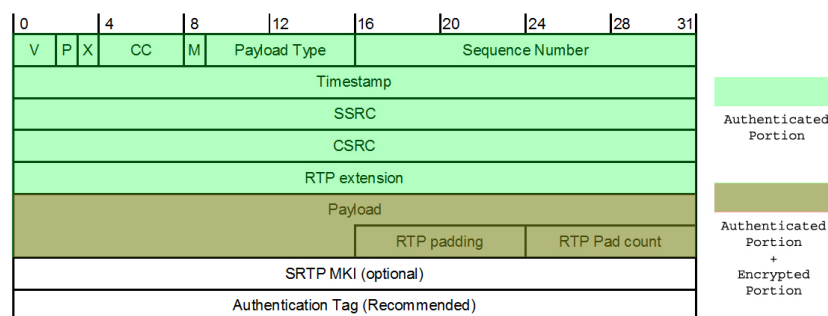 0 4 8 12 16 20 24 28 31
V P X CC M Payload Type Sequence Number
Timestamp
SSRC
CSRC
RTP extension
Payload
RTP padding RTP Pad count
SRTP MKI (optional)
Authentication Tag (Recommended)
Authenticated
Portion
Authenticated
Portion
+
Encrypted
Portion